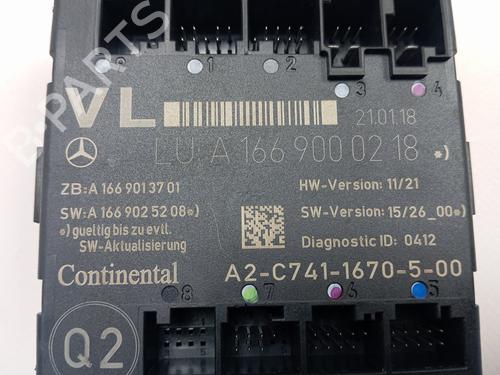 0 1 2 3 4
VL 21.01.18
LU: A 166 900 02 18 *)
ZB: A 166 901 37 01 HW-Version: 11/21
SW: A 166 902 52 08 *) SW-Version: 15/26_00 *)
*) gueltig bis zu evtl. Diagnostic ID: 0412
SW-Aktualisierung
Continental A2-C741-1670-5-00
8 7 6 5
Q2
B-PARTS